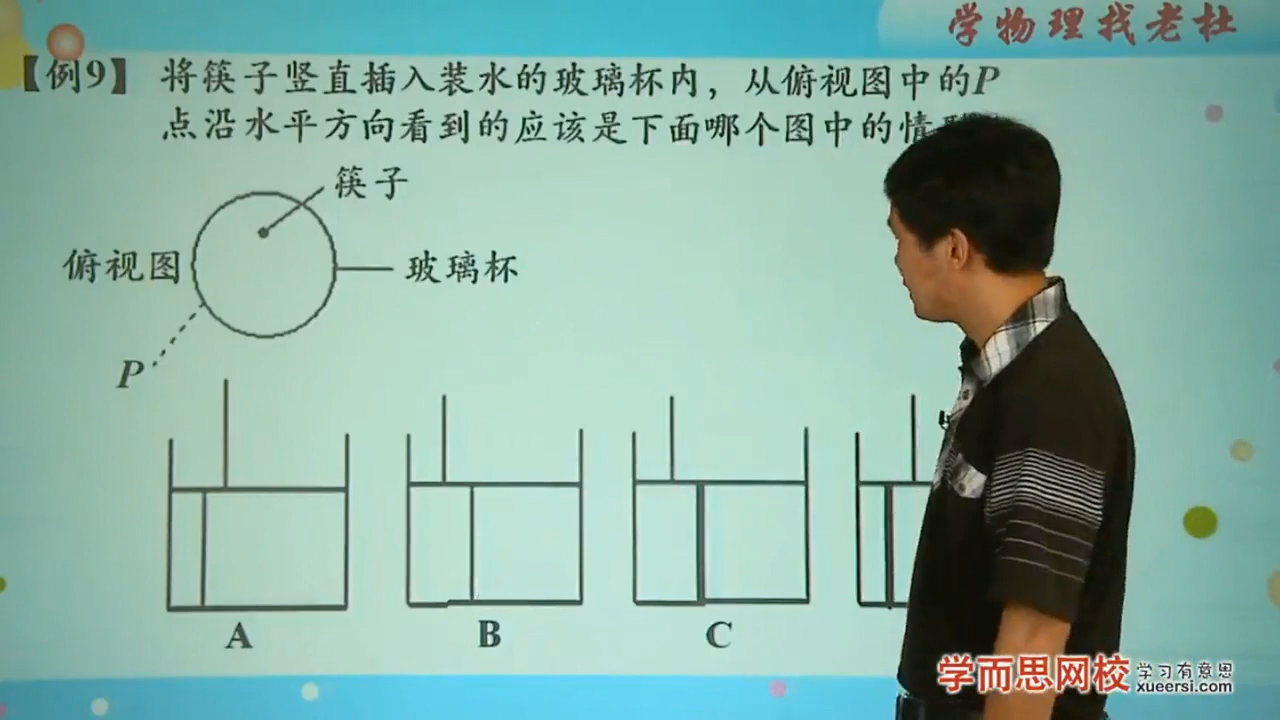 学物理找老杜
【例9】 将筷子竖直插入装水的玻璃杯内，从俯视图中的P
点沿水平方向看到的应该是下面哪个图中的情
筷子
俯视图
玻璃杯
P
A
B
C
学而思网校
学习有意思
xueersi.com